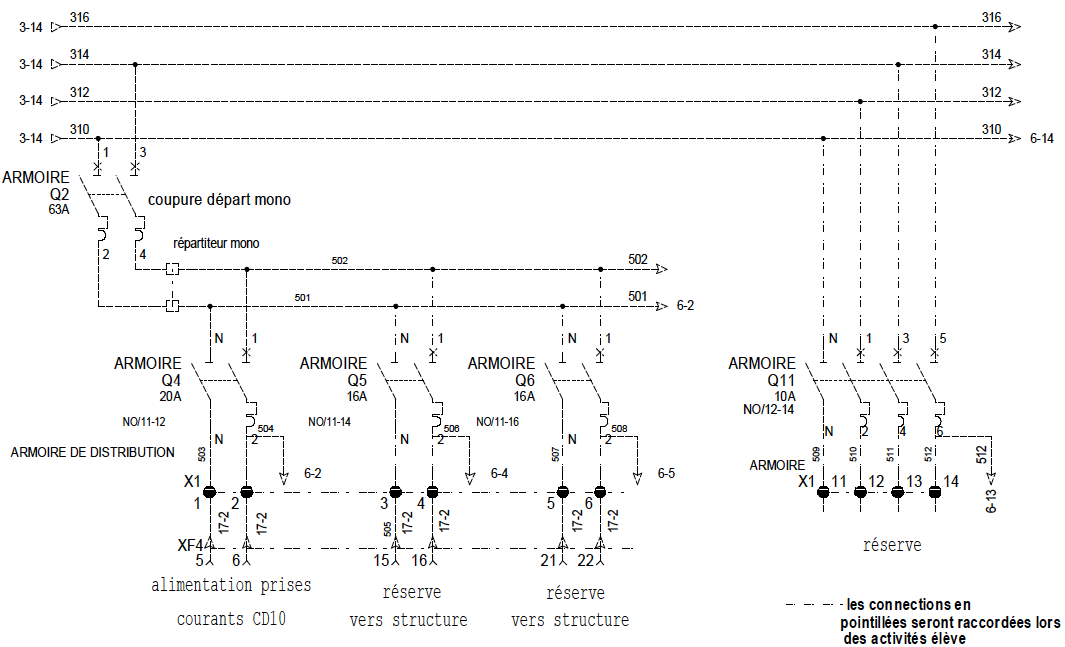 316 316
3-14
314 314
3-14
312 312
3-14
310 310
3-14 6-14
1 3
ARMOIRE
Q2
63A
coupure départ mono
2 4
répartiteur mono
502 502
501 501 6-2
N 1 N 1 N 1 N 1 3 5
ARMOIRE ARMOIRE ARMOIRE ARMOIRE
Q4 Q5 Q6 Q11
20A 16A 16A 10A
NO/11-12 NO/11-14 NO/11-16 NO/12-14
N 2 504 N 2 506 N 2 508 N 2 4 6
ARMOIRE DE DISTRIBUTION
503 507 509 510 511 512 512
6-2 6-4 6-5 6-13
ARMOIRE
X1 X1 11 12 13 14
1 2 3 4 5 6
17-2 17-2 505 17-2 17-2 17-2 17-2
XF4
5 6 15 16 21 22
réserve
alimentation prises
courants CD10
réserve
vers structure
réserve
vers structure
les connections en
pointillées seront raccordées lors
des activités élève